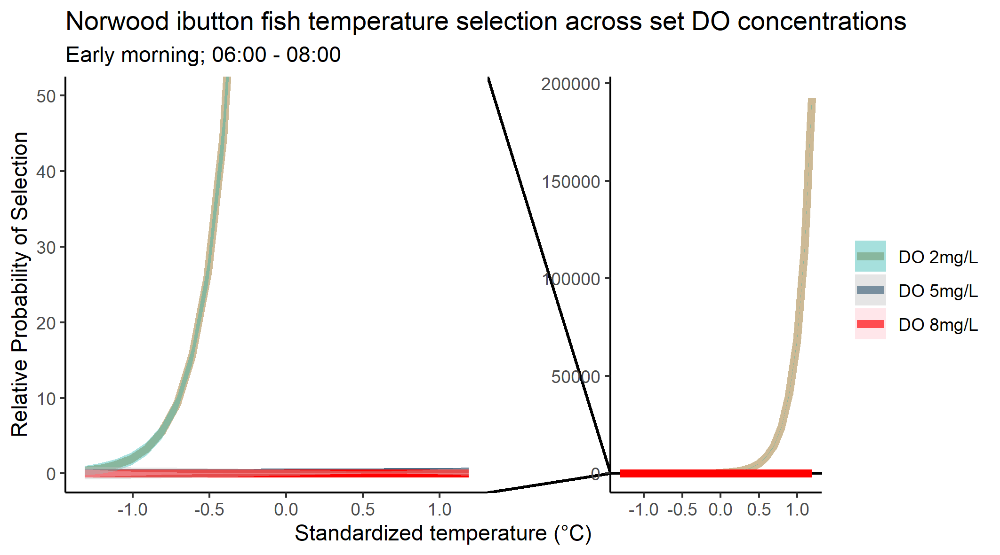 Norwood ibutton fish temperature selection across set DO concentrations
Early morning; 06:00 - 08:00
Relative Probability of Selection
50
40
30
20
10
0
-1.0 -0.5 0.0 0.5 1.0
200000
150000
100000
50000
0
-1.0 -0.5 0.0 0.5 1.0
Standardized temperature (°C)
DO 2mg/L
DO 5mg/L
DO 8mg/L